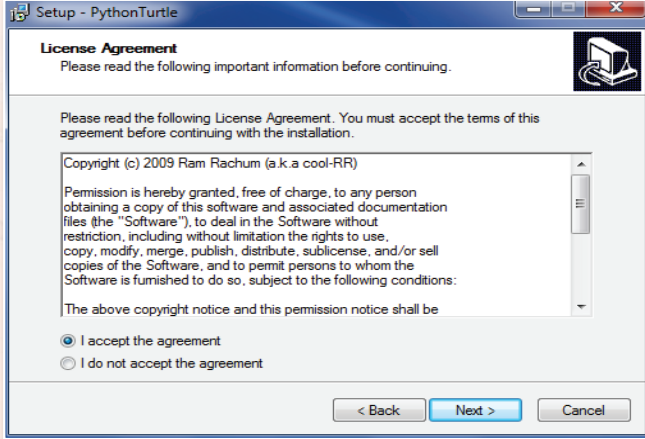 Setup - PythonTurtle
License Agreement
Please read the following important information before continuing.
Please read the following License Agreement. You must accept the terms of this
agreement before continuing with the installation.
Copyright (c) 2009 Ram Rachum (a.k.a cool-RR)
Permission is hereby granted, free of charge, to any person
obtaining a copy of this software and associated documentation
files (the "Software"), to deal in the Software without
restriction, including without limitation the rights to use,
copy, modify, merge, publish, distribute, sublicense, and/or sell
copies of the Software, and to permit persons to whom the
Software is furnished to do so, subject to the following conditions:
The above copyright notice and this permission notice shall be
I accept the agreement
I do not accept the agreement
< Back Next > Cancel